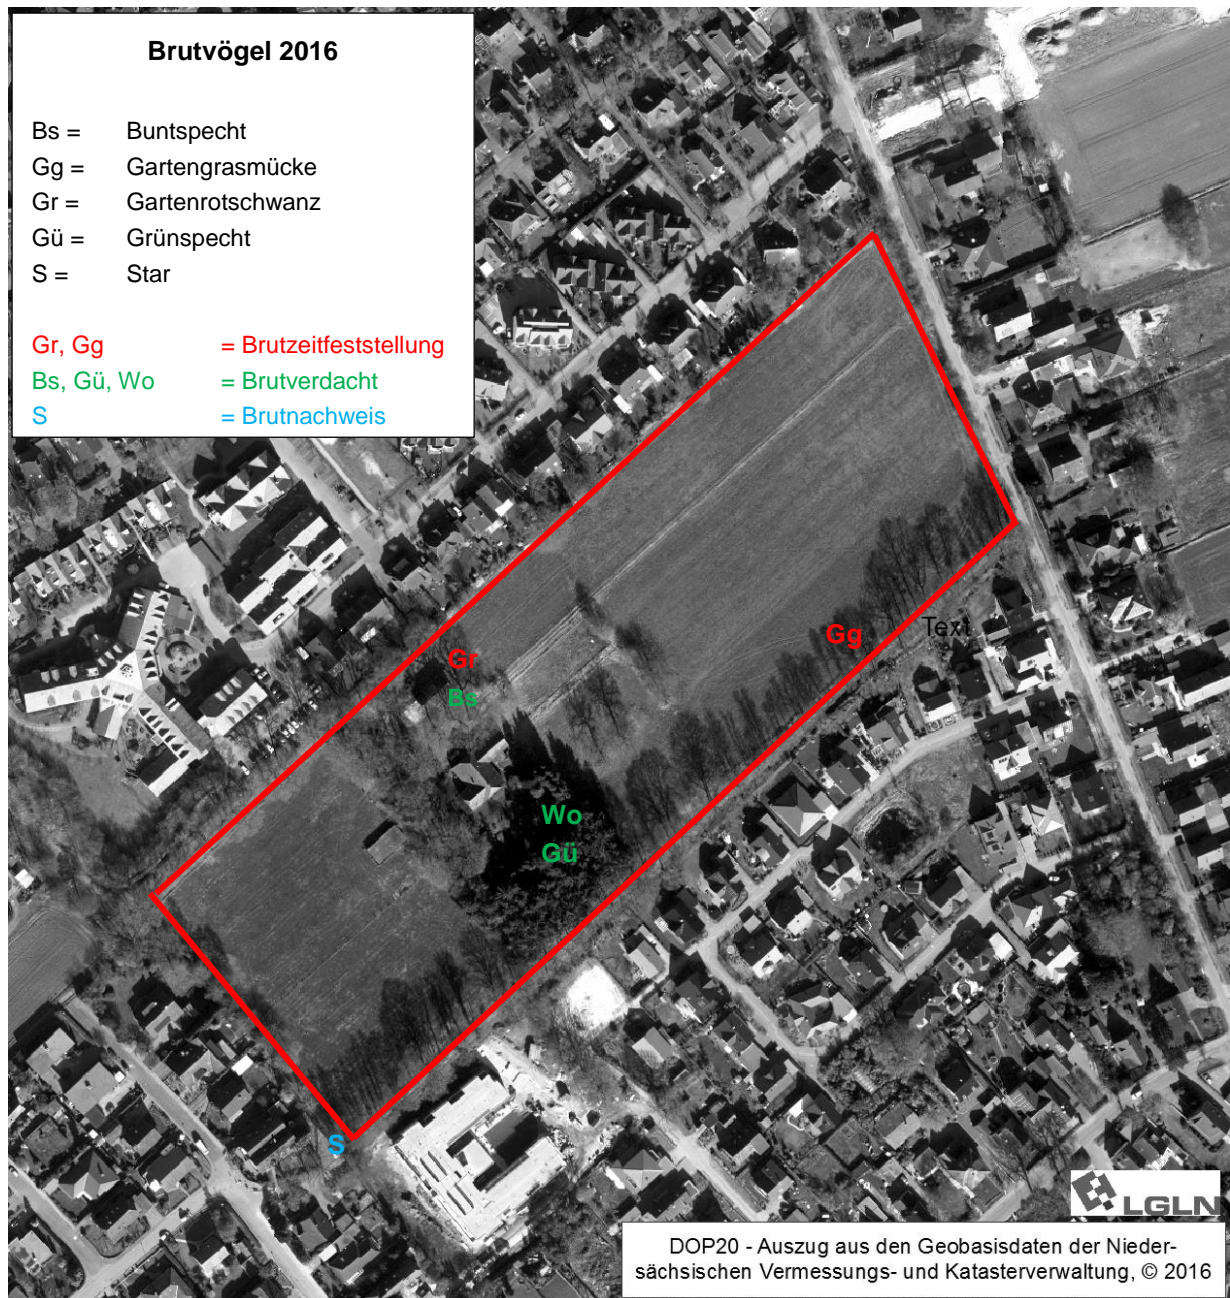 Brutvögel 2016
Bs = Buntspecht
Gg = Gartengrasmücke
Gr = Gartenrotschwanz
Gü = Grünspecht
S = Star
Gr, Gg = Brutzeitfeststellung
Bs, Gü, Wo = Brutverdacht
S = Brutnachweis
Gg
Text
Gr
Bs
Wo
Gü
S
LGLN
DOP20 - Auszug aus den Geobasisdaten der Nieder-
sächsischen Vermessungs- und Katasterverwaltung, © 2016